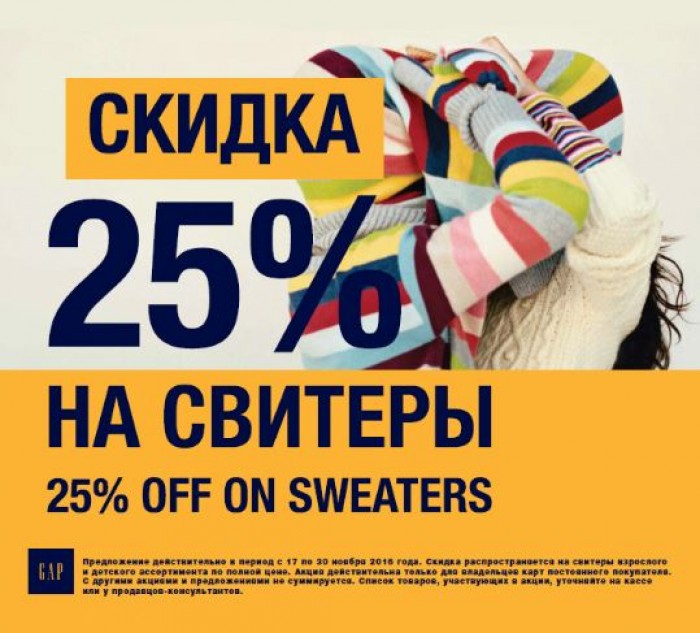 СКИДКА
25%
НА СВИТЕРЫ
25% OFF ON SWEATERS
GAP
Предложение действительно в период с 17 по 30 ноября 2016 года. Скидка распространяется на свитеры взрослого
и детского ассортимента по полной цене. Акция действительна только для владельцев карт постоянного покупателя.
С другими акциями и предложениями не суммируется. Список товаров, участвующих в акции, уточняйте на кассе
или у продавцов-консультантов.